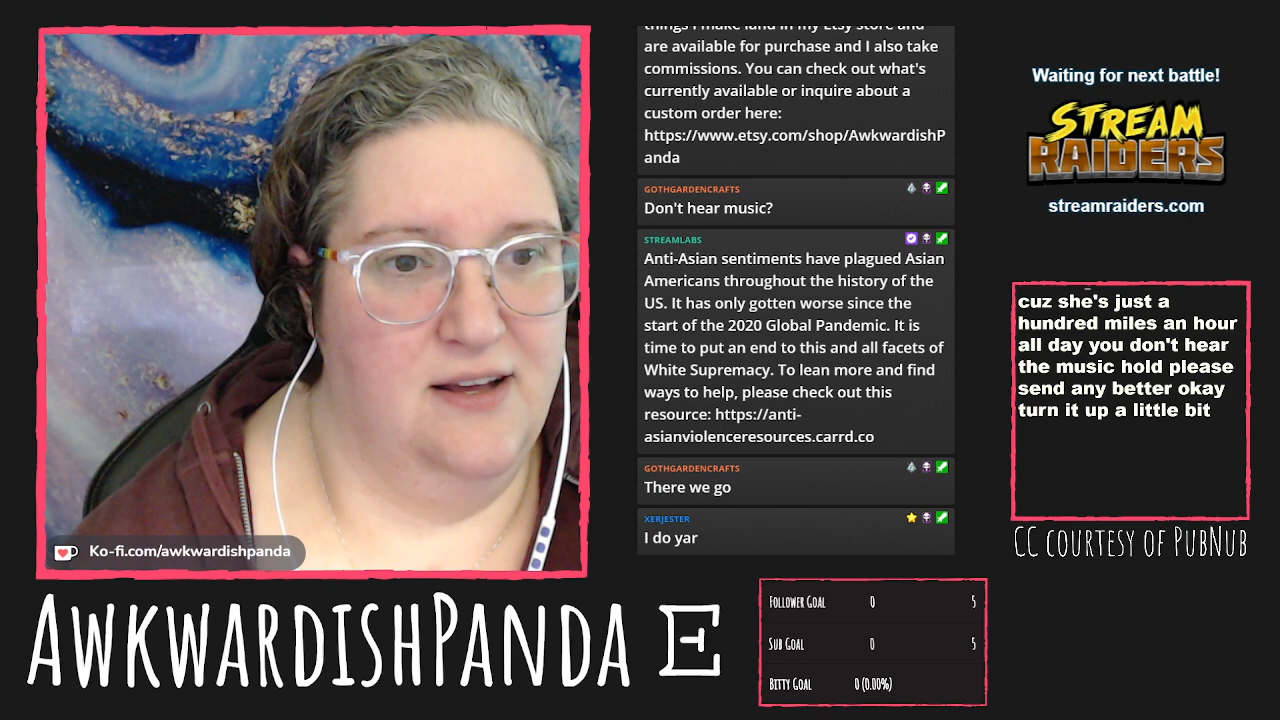 things I make land in my Etsy store and
are available for purchase and I also take
commissions. You can check out what's
currently available or inquire about a
custom order here:
https://www.etsy.com/shop/AwkwardishP
anda
GOTHGARDENCRAFTS
Don't hear music?
STREAMLABS
Anti-Asian sentiments have plagued Asian
Americans throughout the history of the
US. It has only gotten worse since the
start of the 2020 Global Pandemic. It is
time to put an end to this and all facets of
White Supremacy. To lean more and find
ways to help, please check out this
resource: https://anti-
asianviolenceresources.carrd.co
GOTHGARDENCRAFTS
There we go
XERJESTER
I do yar
Waiting for next battle!
STREAM
RAIDERS
streamraiders.com
cuz she's just a
hundred miles an hour
all day you don't hear
the music hold please
send any better okay
turn it up a little bit
CC COURTESY OF PUBNUB
Ko-fi.com/awkwardishpanda
AWKWARDISHPANDA E
FOLLOWER GOAL 0 5
SUB GOAL 0 5
BITTY GOAL 0 (0.00%)